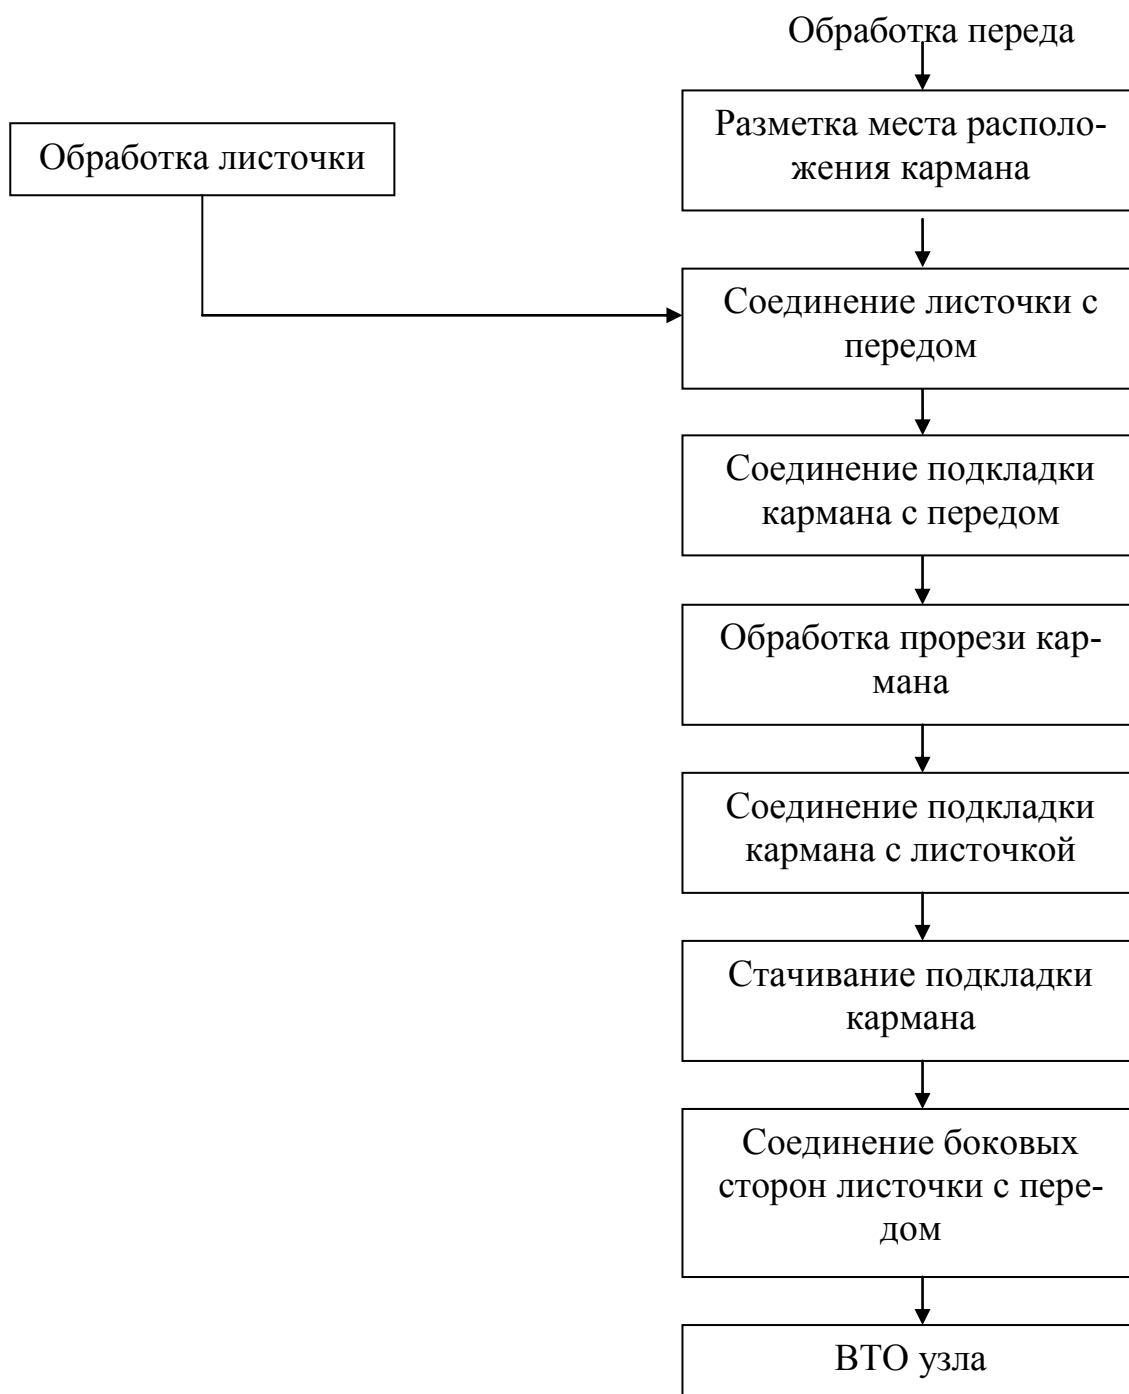 Обработка переда
Разметка места располо-
жения кармана
Обработка листочки
Соединение листочки с
передом
Соединение подкладки
кармана с передом
Обработка прорези кар-
мана
Соединение подкладки
кармана с листочкой
Стачивание подкладки
кармана
Соединение боковых
сторон листочки с пере-
дом
ВТО узла